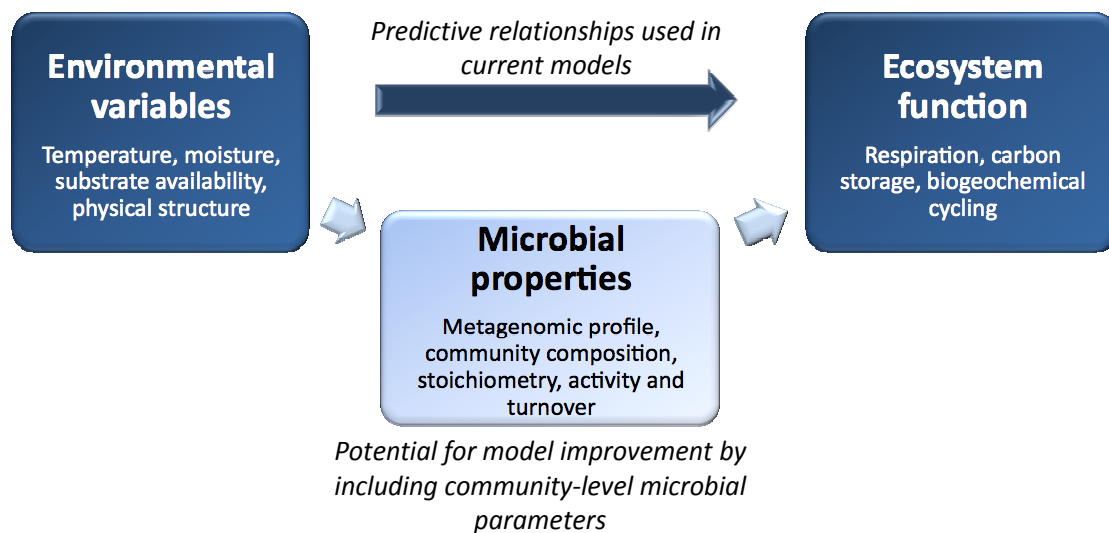 Environmental
variables
Temperature, moisture,
substrate availability,
physical structure
Predictive relationships used in
current models
Ecosystem
function
Respiration, carbon
storage, biogeochemical
cycling
Microbial
properties
Metagenomic profile,
community composition,
stoichiometry, activity and
turnover
Potential for model improvement by
including community-level microbial
parameters